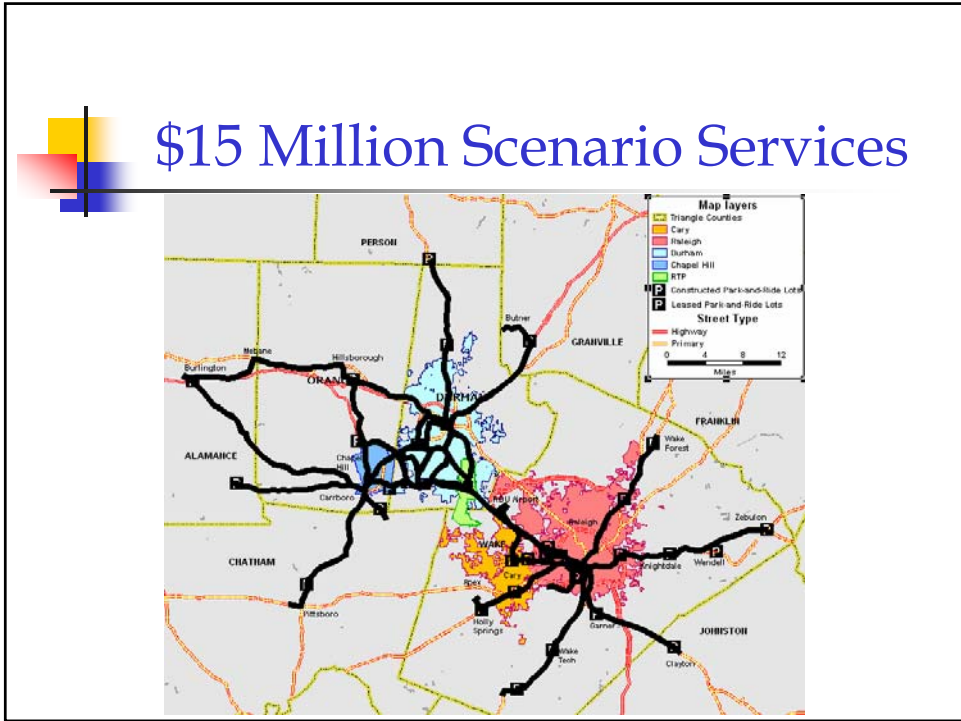 $15 Million Scenario Services
Map layers
Triangle Counties
Cary
Raleigh
Durham
Chapel Hill
RTP
P Constructed Park-and-Ride Lots
P Leased Park-and-Ride Lots
Street Type
Highway
Primary
0 4 8 12
Miles
PERSON
P
Butner
GRANVILLE
Mebane
Hillsborough
Burlington
FRANKLIN
Wake
Forest
ALAMANCE
Chapel
Hill
Carrboro
RDU Airport
Raleigh
Zebulon
WAKE
Knightdale
Wendell
CHATHAM
Cary
Apex
Pittsboro
Holly
Springs
Garner
JOHNSTON
Wake
Tech
Clayton